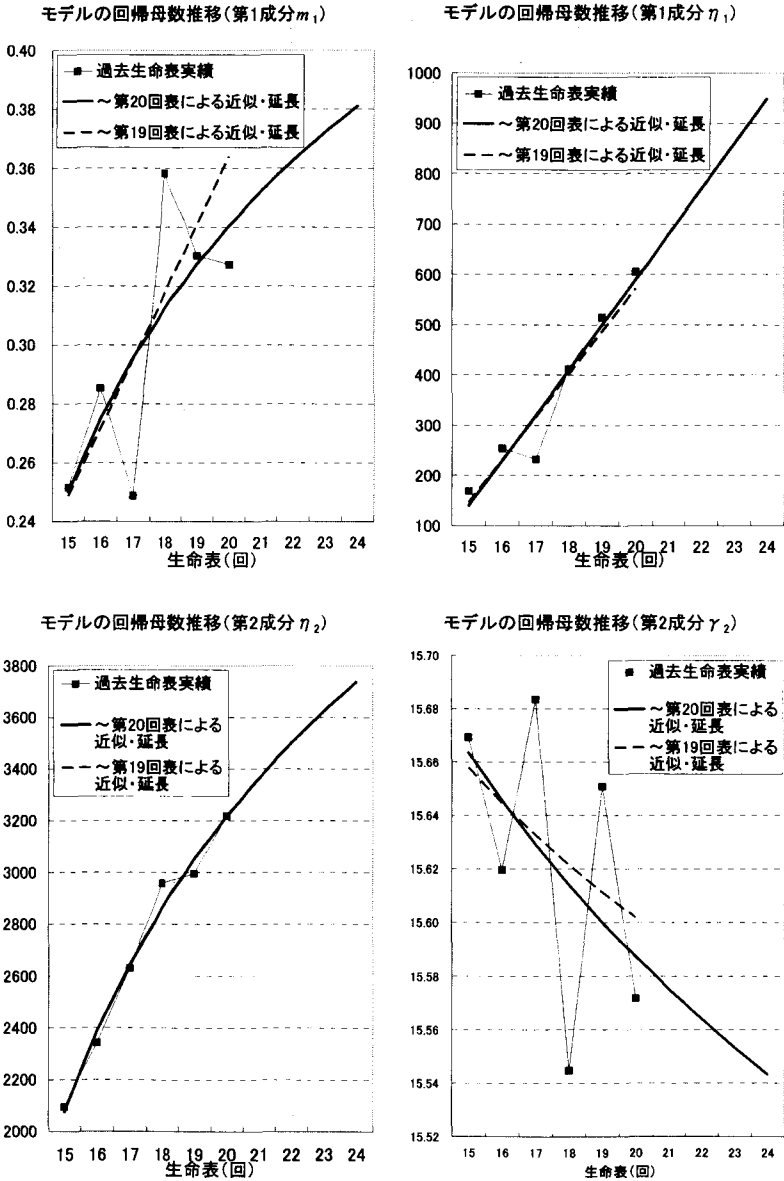 モデルの回帰母数推移(第1成分m₁)
0.40
0.38
0.36
0.34
0.32
0.30
0.28
0.26
0.24
過去生命表実績
～第20回表による近似・延長
～第19回表による近似・延長
15 16 17 18 19 20 21 22 23 24
生命表(回)
モデルの回帰母数推移(第1成分η₁)
1000
900
800
700
600
500
400
300
200
100
過去生命表実績
～第20回表による近似・延長
～第19回表による近似・延長
15 16 17 18 19 20 21 22 23 24
生命表(回)
モデルの回帰母数推移(第2成分η₂)
3800
3600
3400
3200
3000
2800
2600
2400
2200
2000
過去生命表実績
～第20回表による
近似・延長
～第19回表による
近似・延長
15 16 17 18 19 20 21 22 23 24
生命表(回)
モデルの回帰母数推移(第2成分γ₂)
15.70
15.68
15.66
15.64
15.62
15.60
15.58
15.56
15.54
15.52
過去生命表実績
～第20回表による
近似・延長
～第19回表による
近似・延長
15 16 17 18 19 20 21 22 23 24
生命表(回)